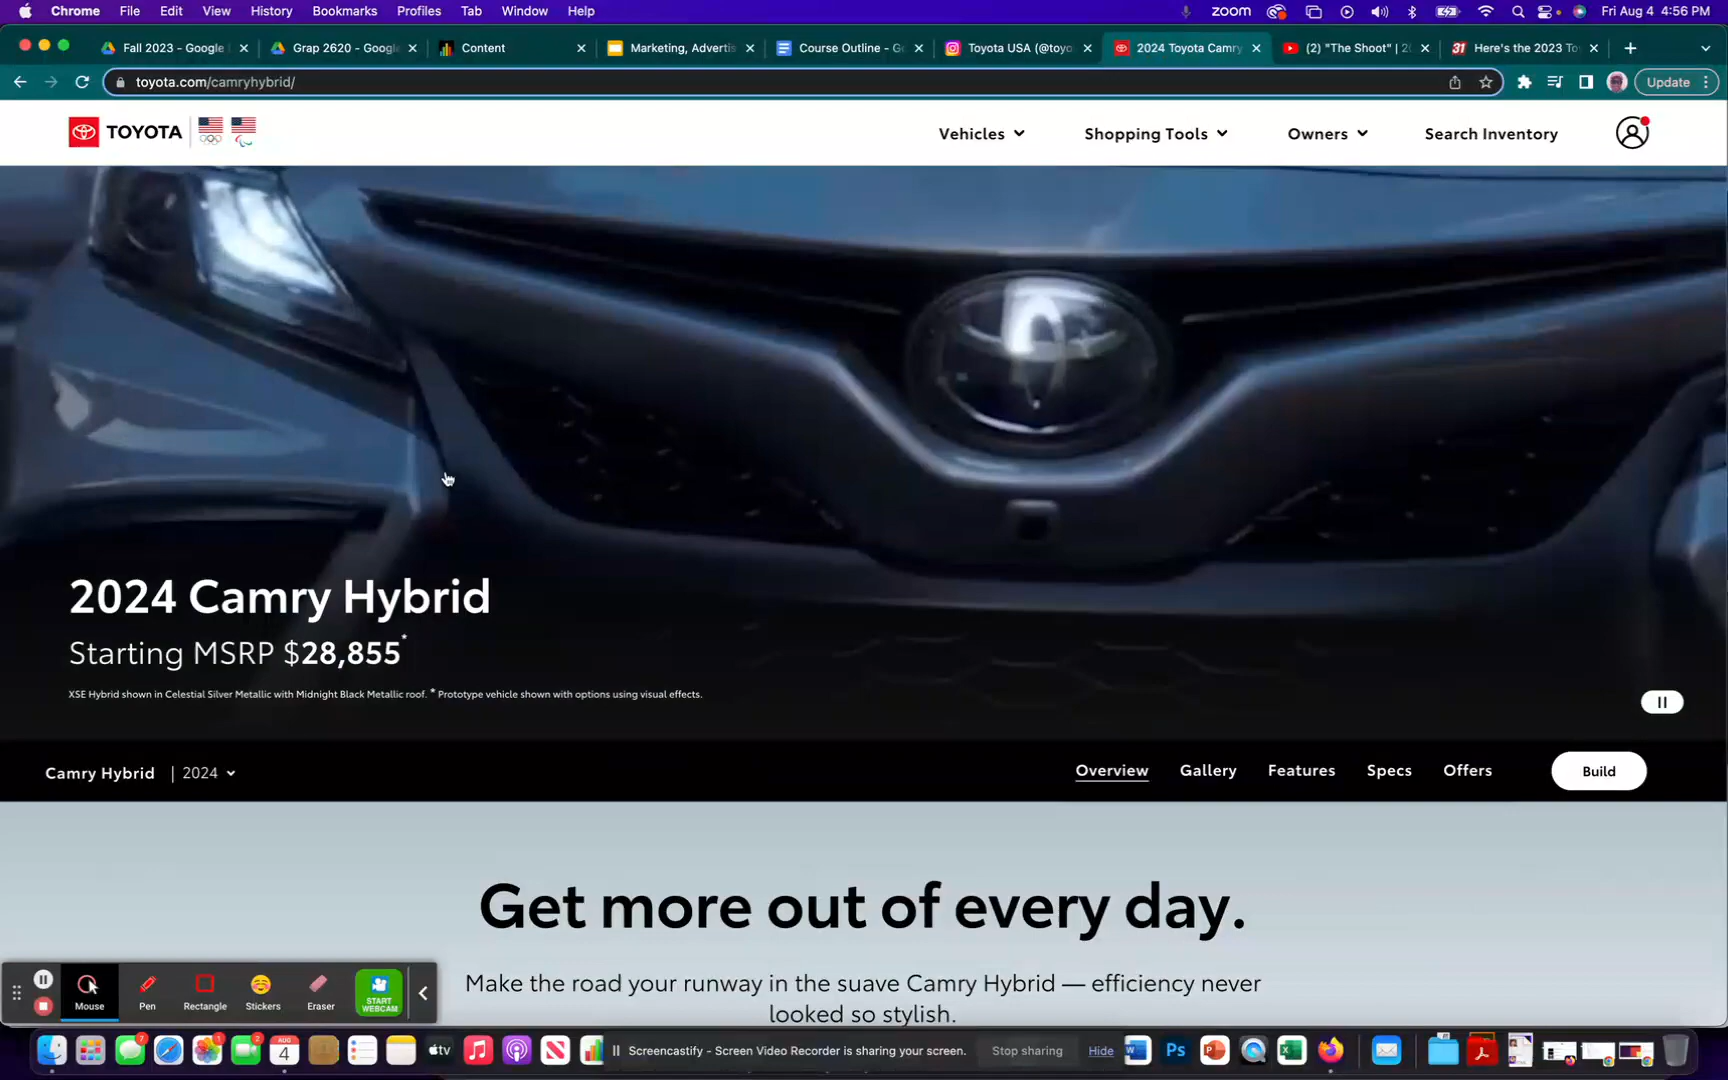 Chrome File Edit View History Bookmarks Profiles Tab Window Help zoom Fri Aug 4 4:56 PM
Fall 2023 - Google Grap 2620 - Google Content Marketing, Advertis Course Outline - G Toyota USA (@toyo 2024 Toyota Camry (2) "The Shoot" | 31 Here's the 2023 To
toyota.com/camryhybrid/ Update
TOYOTA Vehicles Shopping Tools Owners Search Inventory
2024 Camry Hybrid
Starting MSRP $28,855*
XSE Hybrid shown in Celestial Silver Metallic with Midnight Black Metallic roof. * Prototype vehicle shown with options using visual effects.
Camry Hybrid | 2024 Overview Gallery Features Specs Offers Build
Get more out of every day.
Make the road your runway in the suave Camry Hybrid — efficiency never
looked so stylish.
START
WEBCAM
Mouse Pen Rectangle Stickers Eraser
AUG
4
tv Screencastify - Screen Video Recorder is sharing your screen. Stop sharing Hide W Ps P X